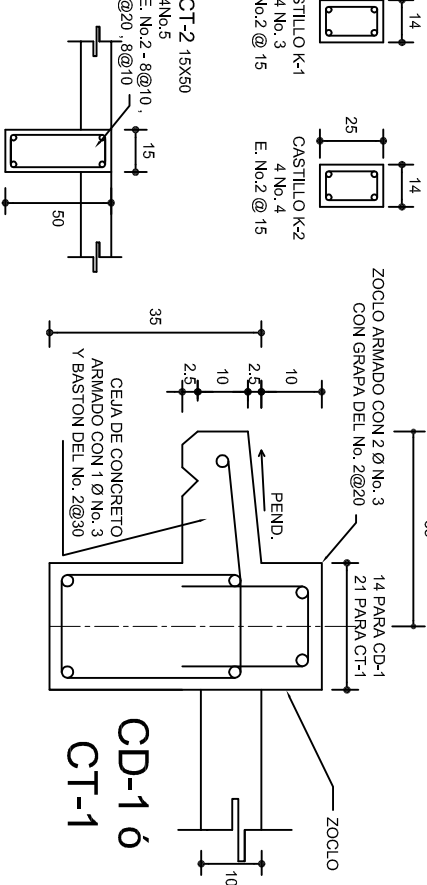 14
STILLO K-1
4 No. 3
No.2 @ 15
14
25
CASTILLO K-2
4 No. 4
E. No.2 @ 15
CT-2 15X50
4No.5
E. No.2 - 8@10 ,
@20 , 8@10
15
50
ZOCLO ARMADO CON 2 Ø No. 3
CON GRAPA DEL No. 2@20
35
10
2.5
10
2.5
PEND.
CEJA DE CONCRETO
ARMADO CON 1 Ø No. 3
Y BASTON DEL No. 2@30
14 PARA CD-1
21 PARA CT-1
ZOCLO
10
CD-1 ó
CT-1